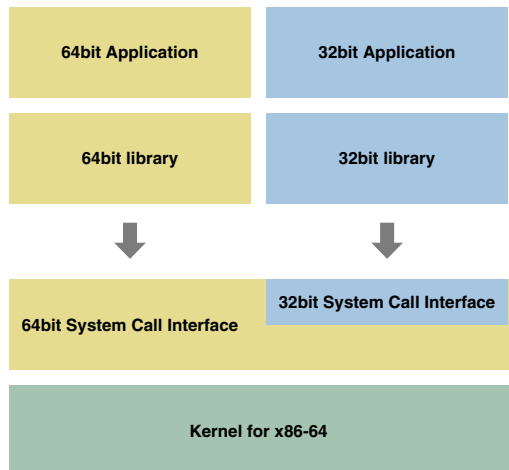 64bit Application
32bit Application
64bit library
32bit library
32bit System Call Interface
64bit System Call Interface
Kernel for x86-64